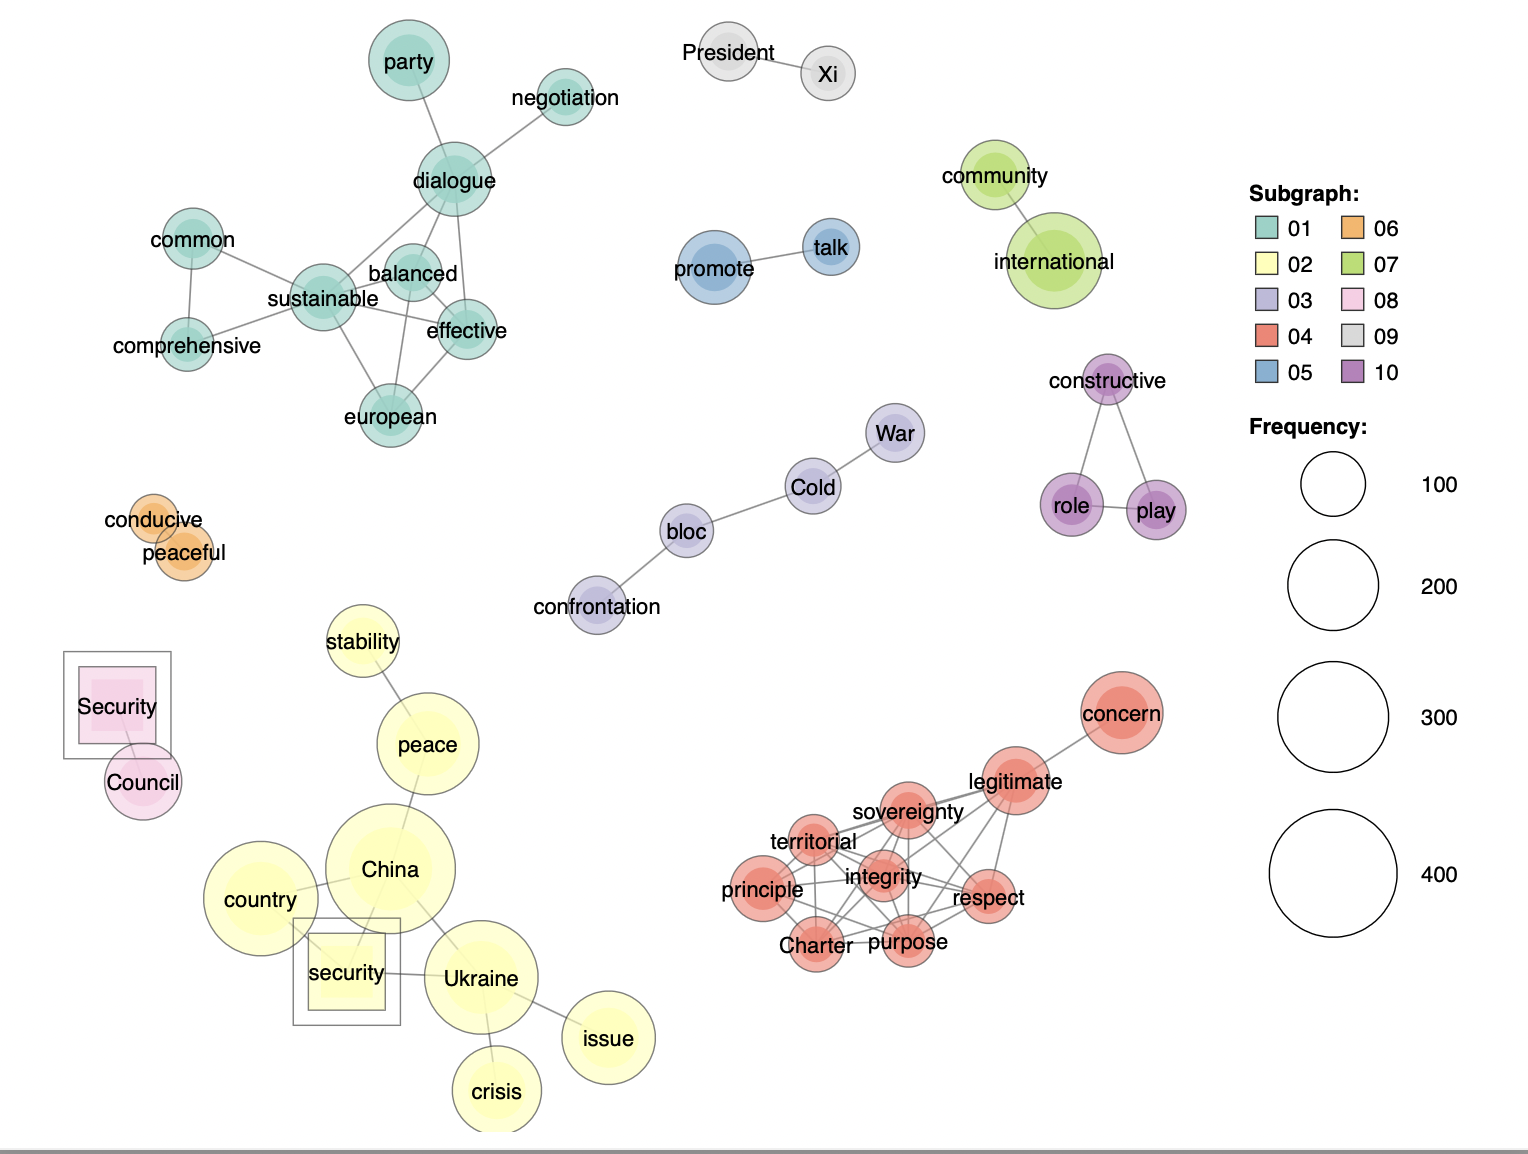 party
President
Xi
negotiation
community
dialogue
Subgraph:
01 06
02 07
03 08
04 09
05 10
common
balanced
sustainable
promote
talk
international
comprehensive
effective
european
constructive
Frequency:
100
200
300
400
War
Cold
bloc
confrontation
role
play
conducive
peaceful
stability
Security
Council
peace
China
country
security
Ukraine
issue
crisis
concern
legitimate
sovereignty
territorial
integrity
principle
respect
Charter
purpose